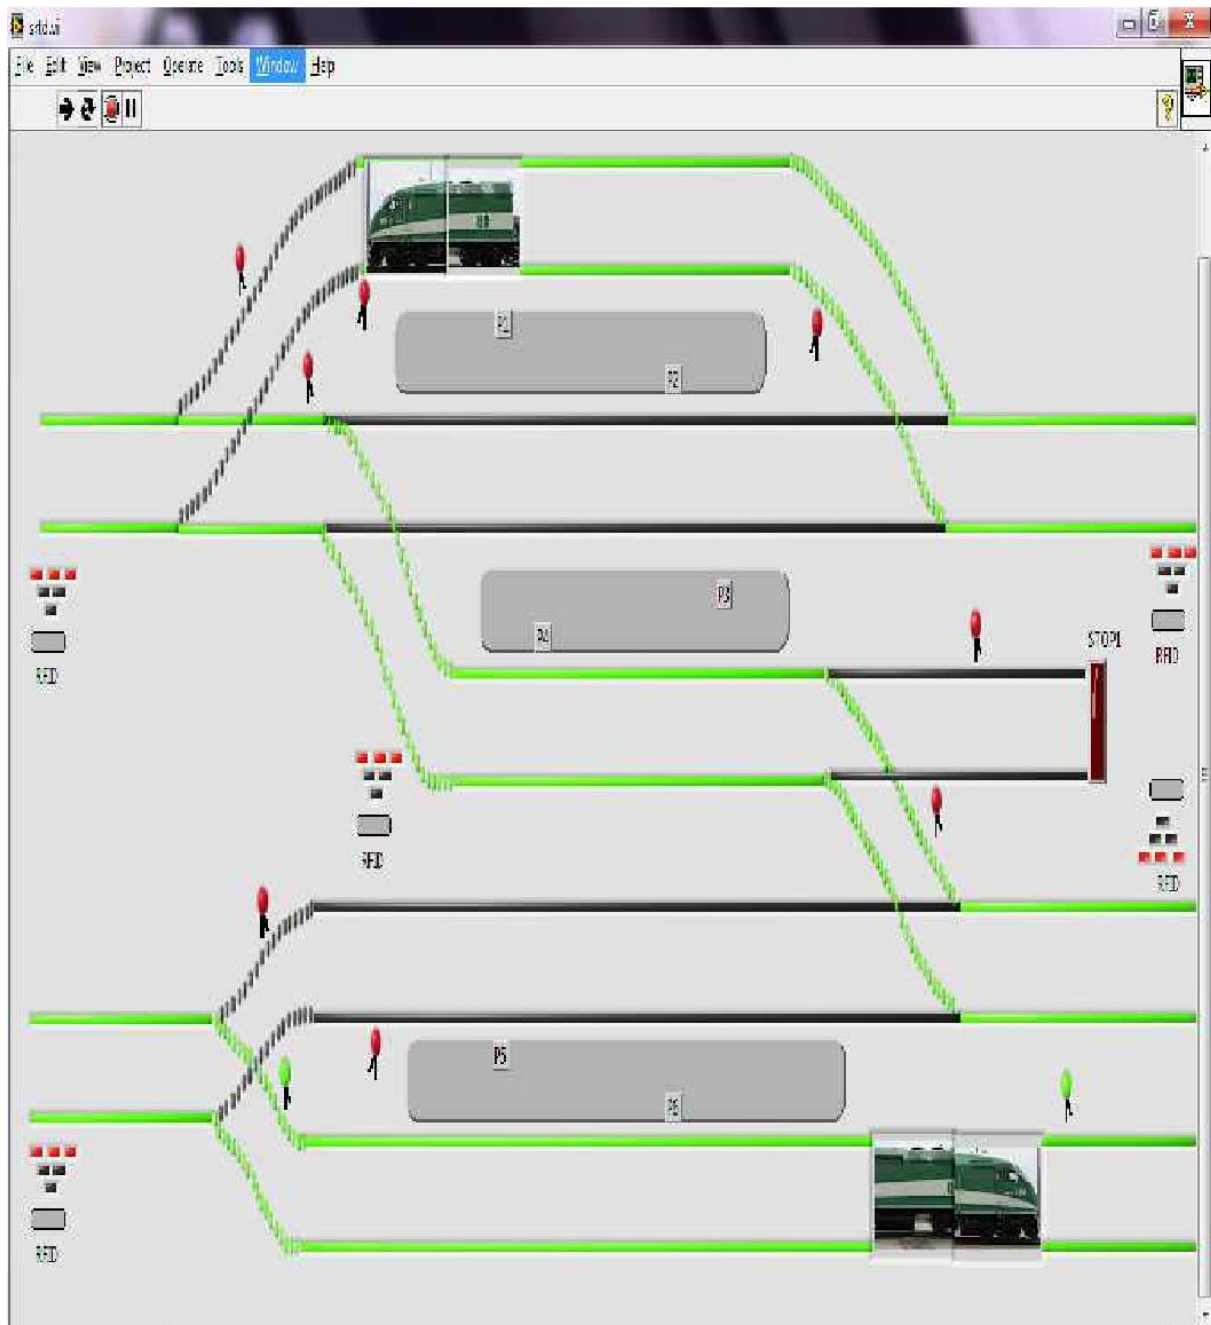 File Edit View Project Operate Tools Window Help
P1
P2
P3
P4
STOP1
RFID
RFID
RFID
RFID
P5
P6
RFID